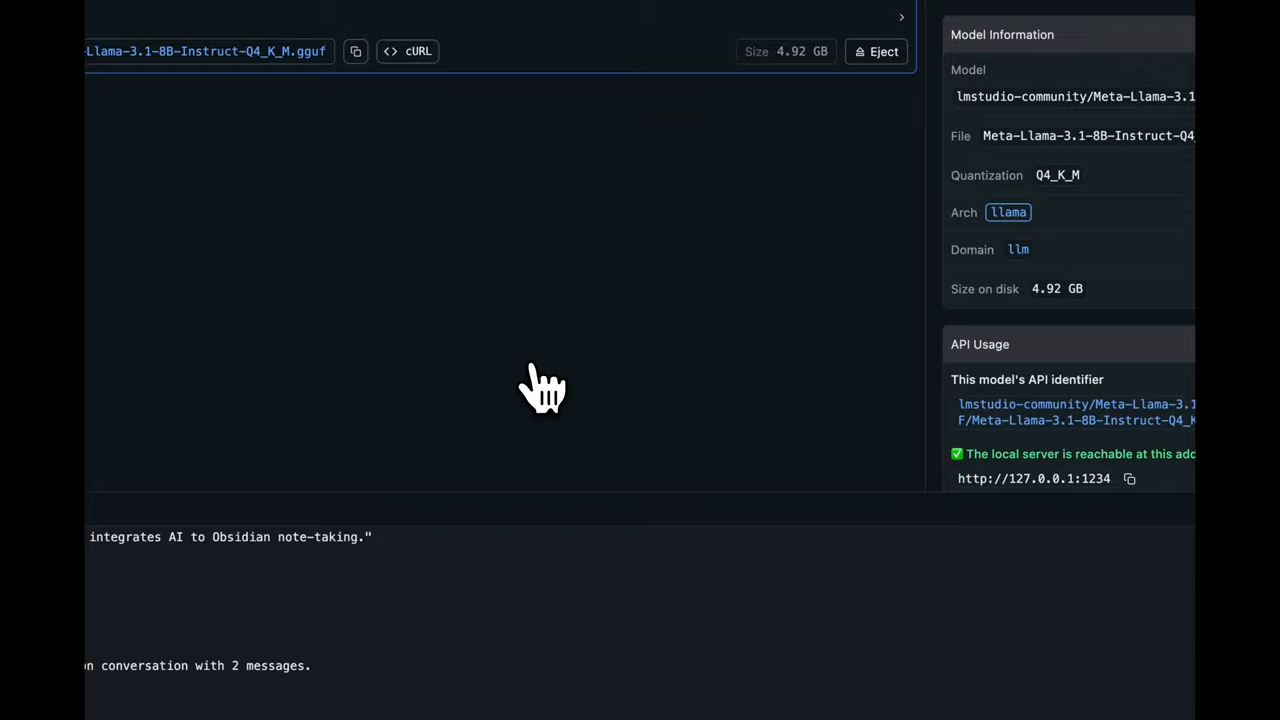 -Llama-3.1-8B-Instruct-Q4_K_M.gguf
<> cURL
Size 4.92 GB
Eject
Model Information
Model
lmstudio-community/Meta-Llama-3.1
File Meta-Llama-3.1-8B-Instruct-Q4_
Quantization Q4_K_M
Arch llama
Domain llm
Size on disk 4.92 GB
API Usage
This model's API identifier
lmstudio-community/Meta-Llama-3.1
F/Meta-Llama-3.1-8B-Instruct-Q4_K
✅ The local server is reachable at this add
http://127.0.0.1:1234
integrates AI to Obsidian note-taking."
on conversation with 2 messages.